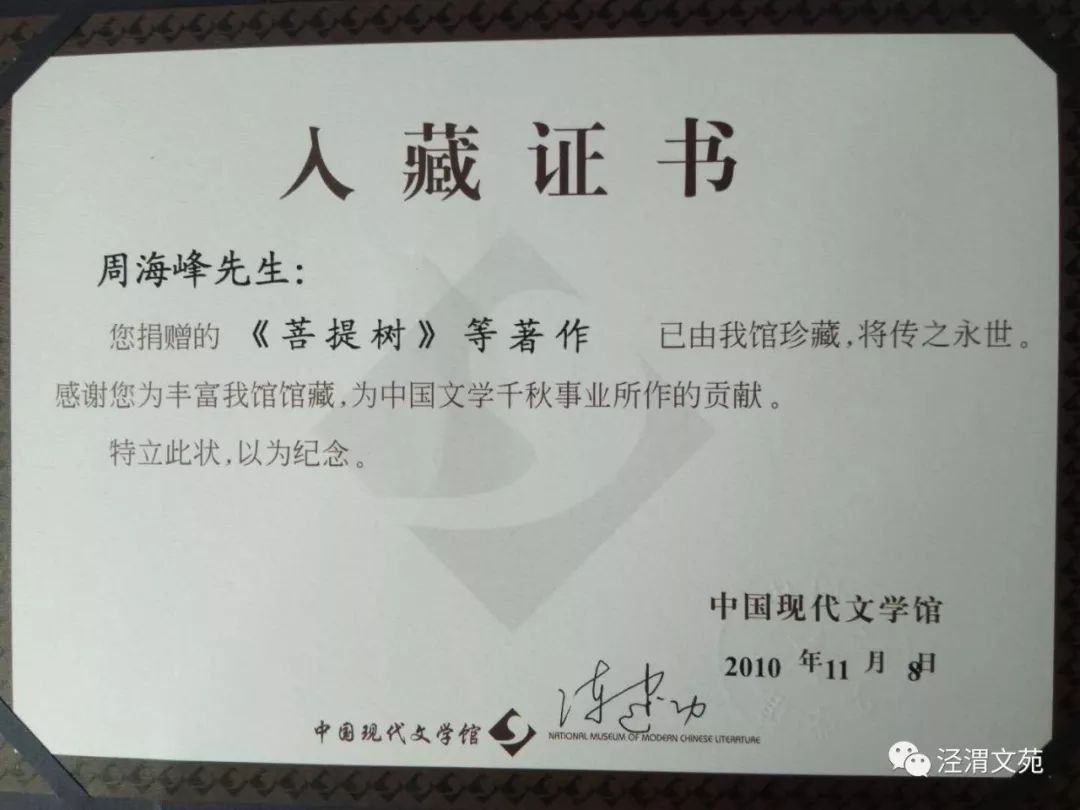 入藏证书
周海峰先生:
您捐赠的《菩提树》等著作 已由我馆珍藏,将传之永世。
感谢您为丰富我馆馆藏,为中国文学千秋事业所作的贡献。
特立此状,以为纪念。
中国现代文学馆
2010 年11 月 8日
陈建功
中国现代文学馆
NATIONAL MUSEUM OF MODERN CHINESE LITERATURE
泾渭文苑